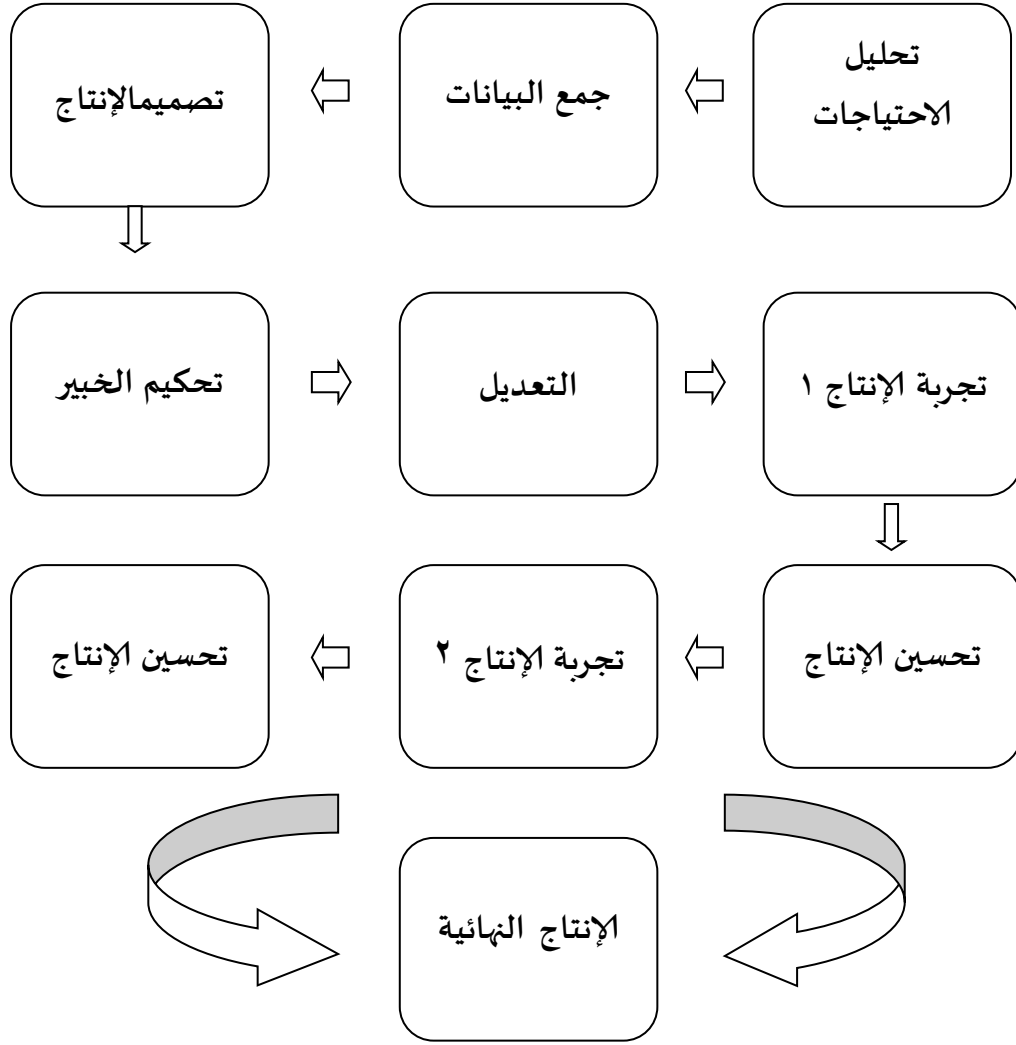 تحليل
الاحتياجات
جمع البيانات
تصميمالإنتاج
تحكيم الخبير
التعديل
تجربة الإنتاج ١
تحسين الإنتاج
تجربة الإنتاج ٢
تحسين الإنتاج
الإنتاج النهائية